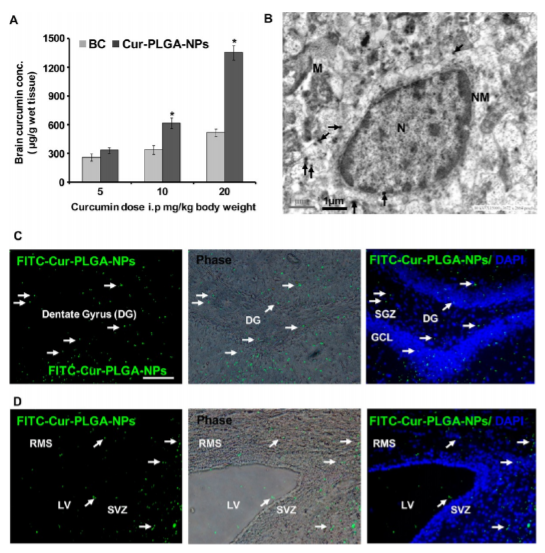 A
BC Cur-PLGA-NPs
Brain curcumin conc.
(µg/g wet tissue)
1500
1200
900
600
300
0
* *
5 10 20
Curcumin dose i.p mg/kg body weight
B
M
NM
N
1µm
C
FITC-Cur-PLGA-NPs
Dentate Gyrus (DG)
FITC-Cur-PLGA-NPs
Phase
DG
FITC-Cur-PLGA-NPs/ DAPI
SGZ
DG
GCL
D
FITC-Cur-PLGA-NPs
RMS
LV
SVZ
Phase
RMS
LV
SVZ
FITC-Cur-PLGA-NPs/ DAPI
RMS
LV
SVZ